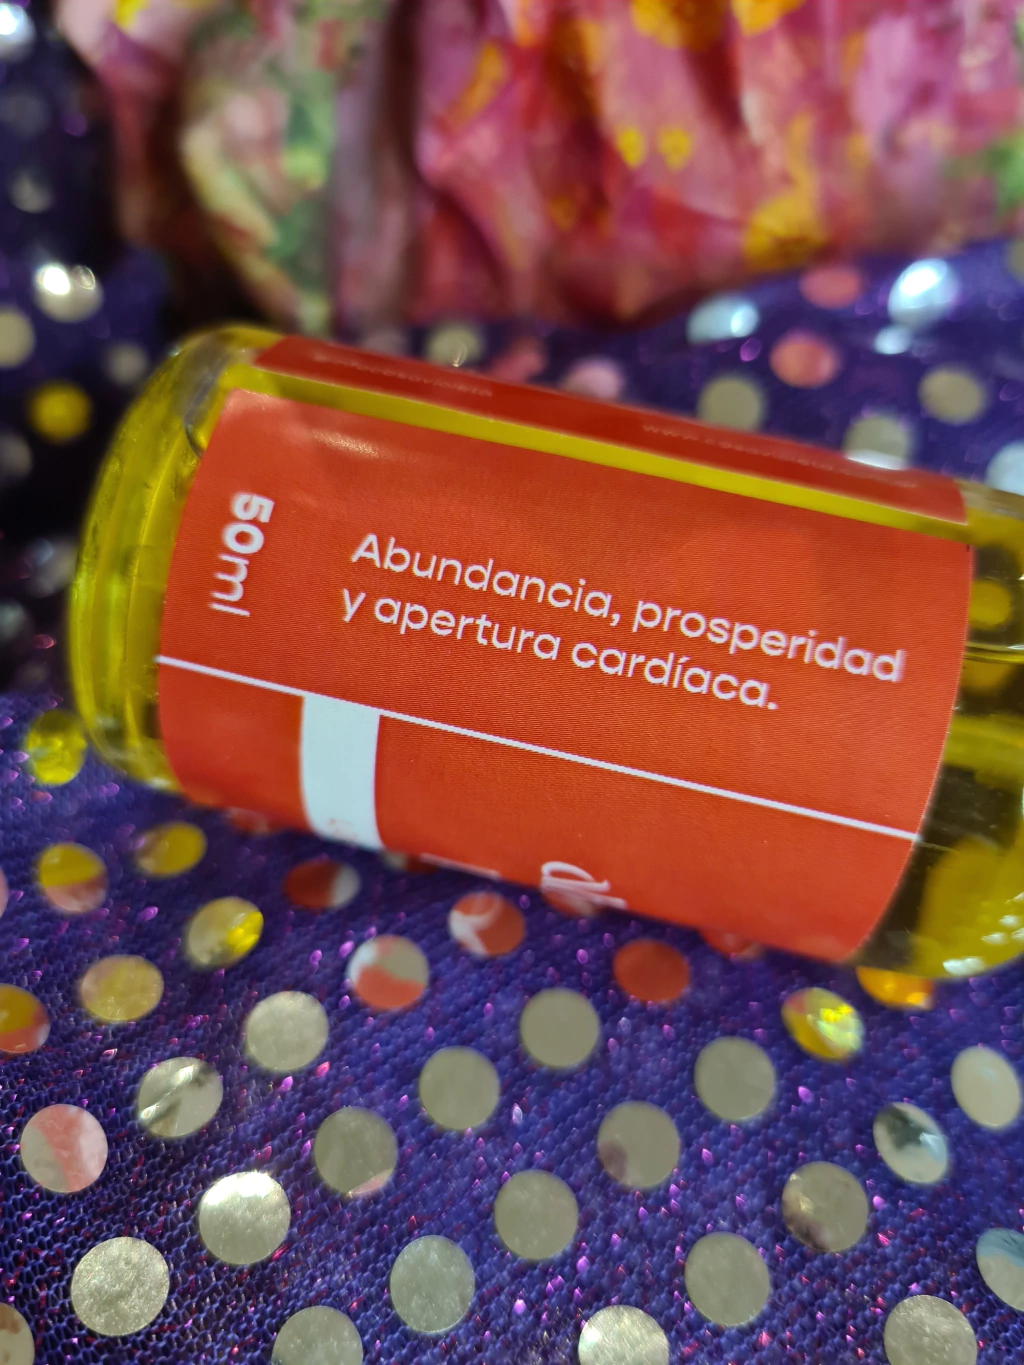 50ml
Abundancia, prosperidad
y apertura cardíaca.